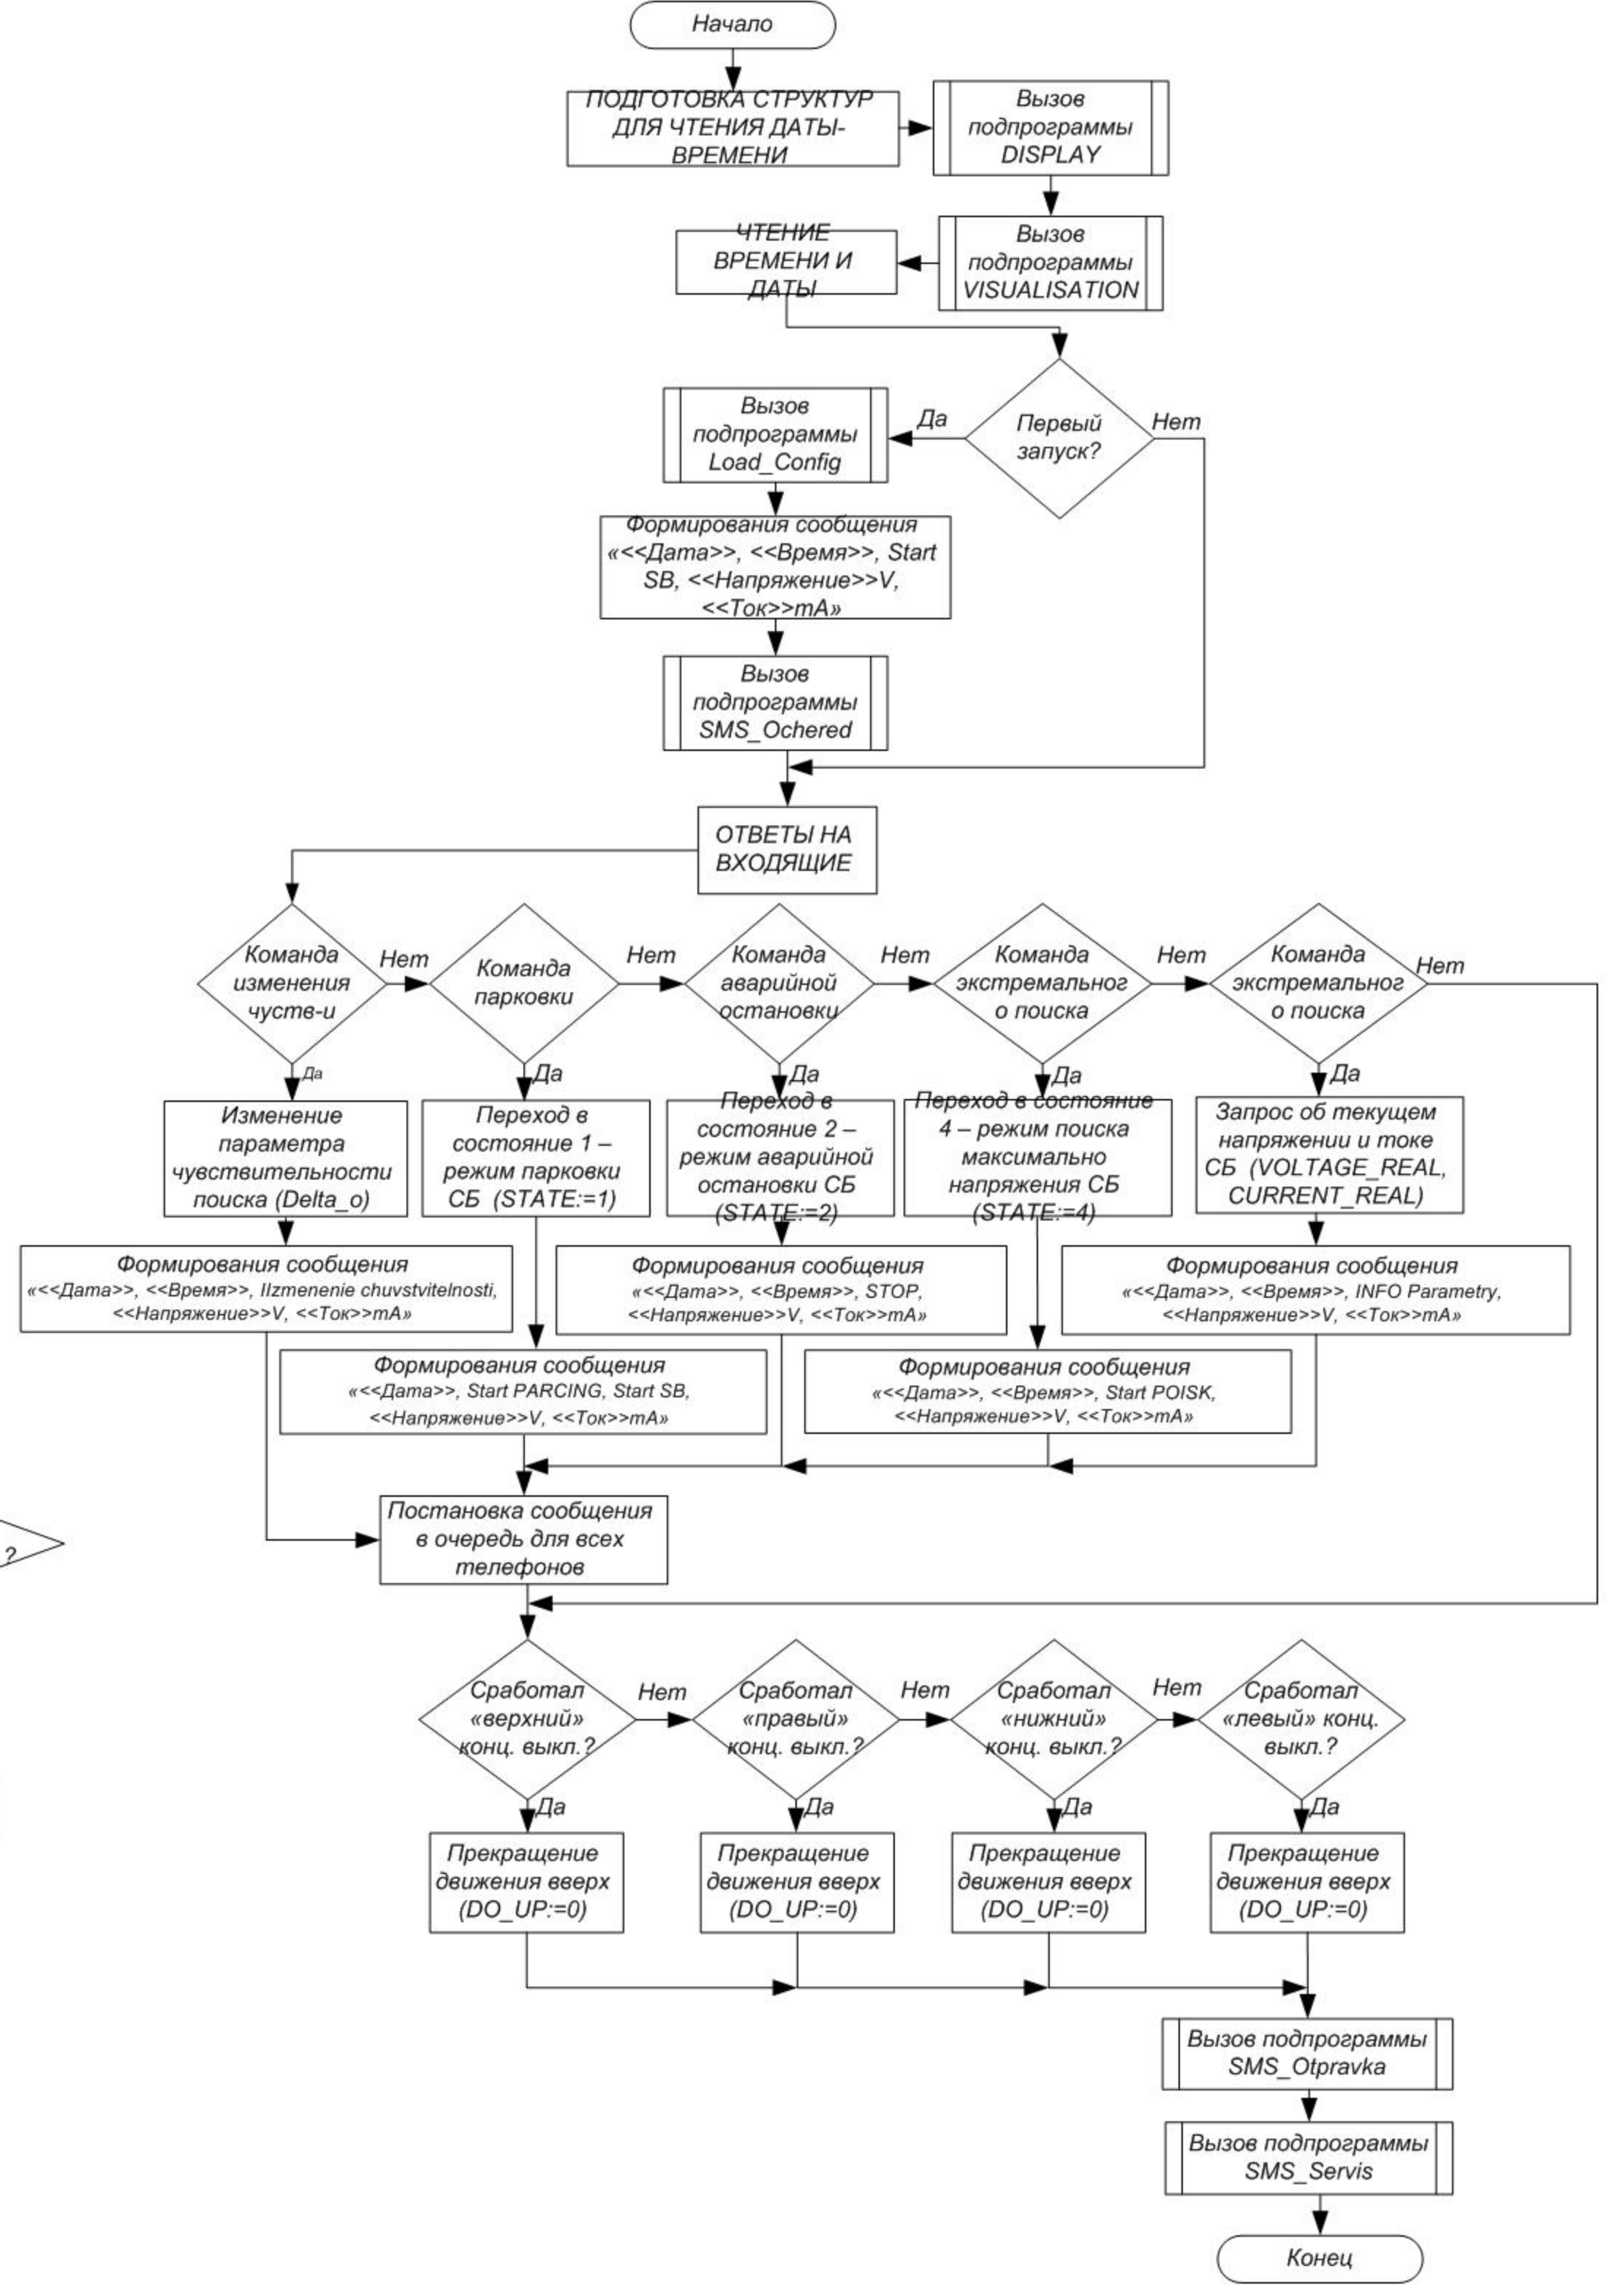 Начало
ПОДГОТОВКА СТРУКТУР
ДЛЯ ЧТЕНИЯ ДАТЫ-
ВРЕМЕНИ
Вызов
подпрограммы
DISPLAY
Вызов
подпрограммы
VISUALISATION
ЧТЕНИЕ
ВРЕМЕНИ И
ДАТЫ
Первый
запуск?
Да
Нет
Вызов
подпрограммы
Load_Config
Формирования сообщения
«<<Дата>>, <<Время>>, Start
SB, <<Напряжение>>V,
<<Ток>>mA»
Вызов
подпрограммы
SMS_Ochered
ОТВЕТЫ НА
ВХОДЯЩИЕ
Команда
изменения
чуств-и
Нет
Команда
парковки
Нет
Команда
аварийной
остановки
Нет
Команда
экстремальног
о поиска
Нет
Команда
экстремальног
о поиска
Нет
Да
Да
Да
Да
Да
Изменение
параметра
чувствительности
поиска (Delta_o)
Переход в
состояние 1 –
режим парковки
СБ (STATE:=1)
Переход в
состояние 2 –
режим аварийной
остановки СБ
(STATE:=2)
Переход в состояние
4 – режим поиска
максимально
напряжения СБ
(STATE:=4)
Запрос об текущем
напряжении и токе
СБ (VOLTAGE_REAL,
CURRENT_REAL)
Формирования сообщения
«<<Дата>>, <<Время>>, IIzmenenie chuvstvitelnosti,
<<Напряжение>>V, <<Ток>>mA»
Формирования сообщения
«<<Дата>>, <<Время>>, STOP,
<<Напряжение>>V, <<Ток>>mA»
Формирования сообщения
«<<Дата>>, <<Время>>, INFO Parametry,
<<Напряжение>>V, <<Ток>>mA»
Формирования сообщения
«<<Дата>>, Start PARCING, Start SB,
<<Напряжение>>V, <<Ток>>mA»
Формирования сообщения
«<<Дата>>, <<Время>>, Start POISK,
<<Напряжение>>V, <<Ток>>mA»
Постановка сообщения
в очередь для всех
телефонов
?
Сработал
«верхний»
конц. выкл.?
Нет
Сработал
«правый»
конц. выкл.?
Нет
Сработал
«нижний»
конц. выкл.?
Нет
Сработал
«левый» конц.
выкл.?
Да
Да
Да
Да
Прекращение
движения вверх
(DO_UP:=0)
Прекращение
движения вверх
(DO_UP:=0)
Прекращение
движения вверх
(DO_UP:=0)
Прекращение
движения вверх
(DO_UP:=0)
Вызов подпрограммы
SMS_Otpravka
Вызов подпрограммы
SMS_Servis
Конец